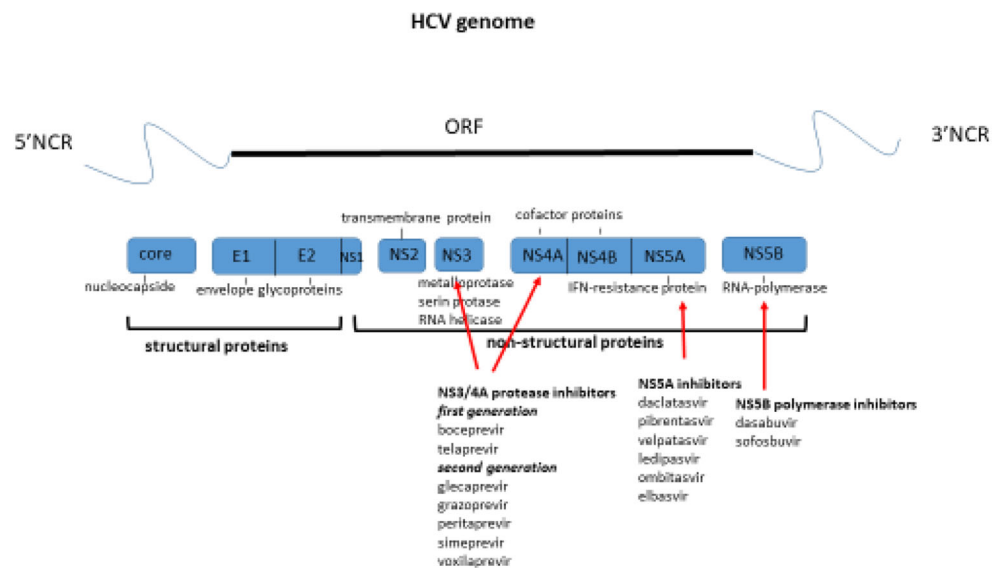 HCV genome
5'NCR
ORF
3'NCR
transmembrane protein
cofactor proteins
core
E1
E2
NS1
NS2
NS3
NS4A
NS4B
NS5A
NS5B
nucleocapside
envelope glycoproteins
metalloprotase
serin protase
RNA helicase
IFN-resistance protein
RNA-polymerase
structural proteins
non-structural proteins
NS3/4A protease inhibitors
first generation
boceprevir
telaprevir
second generation
glecaprevir
grazoprevir
peritaprevir
simeprevir
voxilaprevir
NS5A inhibitors
daclatasvir
pibrentasvir
velpatasvir
ledipasvir
ombitasvir
elbasvir
NS5B polymerase inhibitors
dasabuvir
sofosbuvir